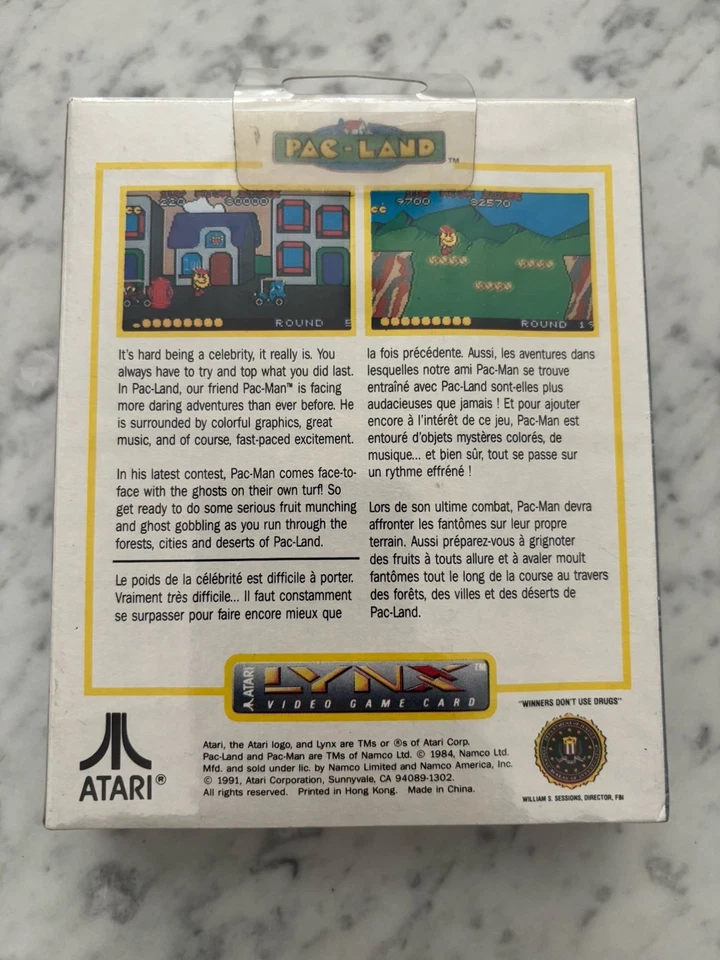 PAC-LAND™
220 80000
ROUND 5
9700 82570
ROUND 19
It's hard being a celebrity, it really is. You
always have to try and top what you did last.
In Pac-Land, our friend Pac-Man™ is facing
more daring adventures than ever before. He
is surrounded by colorful graphics, great
music, and of course, fast-paced excitement.
In his latest contest, Pac-Man comes face-to-
face with the ghosts on their own turf! So
get ready to do some serious fruit munching
and ghost gobbling as you run through the
forests, cities and deserts of Pac-Land.
Le poids de la célébrité est difficile à porter.
Vraiment très difficile... Il faut constamment
se surpasser pour faire encore mieux que
la fois précédente. Aussi, les aventures dans
lesquelles notre ami Pac-Man se trouve
entraîné avec Pac-Land sont-elles plus
audacieuses que jamais ! Et pour ajouter
encore à l'intérêt de ce jeu, Pac-Man est
entouré d'objets mystères colorés, de
musique... et bien sûr, tout se passe sur
un rythme effréné !
Lors de son ultime combat, Pac-Man devra
affronter les fantômes sur leur propre
terrain. Aussi préparez-vous à grignoter
des fruits à touts allure et à avaler moult
fantômes tout le long de la course au travers
des forêts, des villes et des déserts de
Pac-Land.
ATARI LYNX™
VIDEO GAME CARD
ATARI®
Atari, the Atari logo, and Lynx are TMs or ®s of Atari Corp.
Pac-Land and Pac-Man are TMs of Namco Ltd. © 1984, Namco Ltd.
Mfd. and sold under lic. by Namco Limited and Namco America, Inc.
© 1991, Atari Corporation, Sunnyvale, CA 94089-1302.
All rights reserved. Printed in Hong Kong. Made in China.
"WINNERS DON'T USE DRUGS"
WILLIAM S. SESSIONS, DIRECTOR, FBI